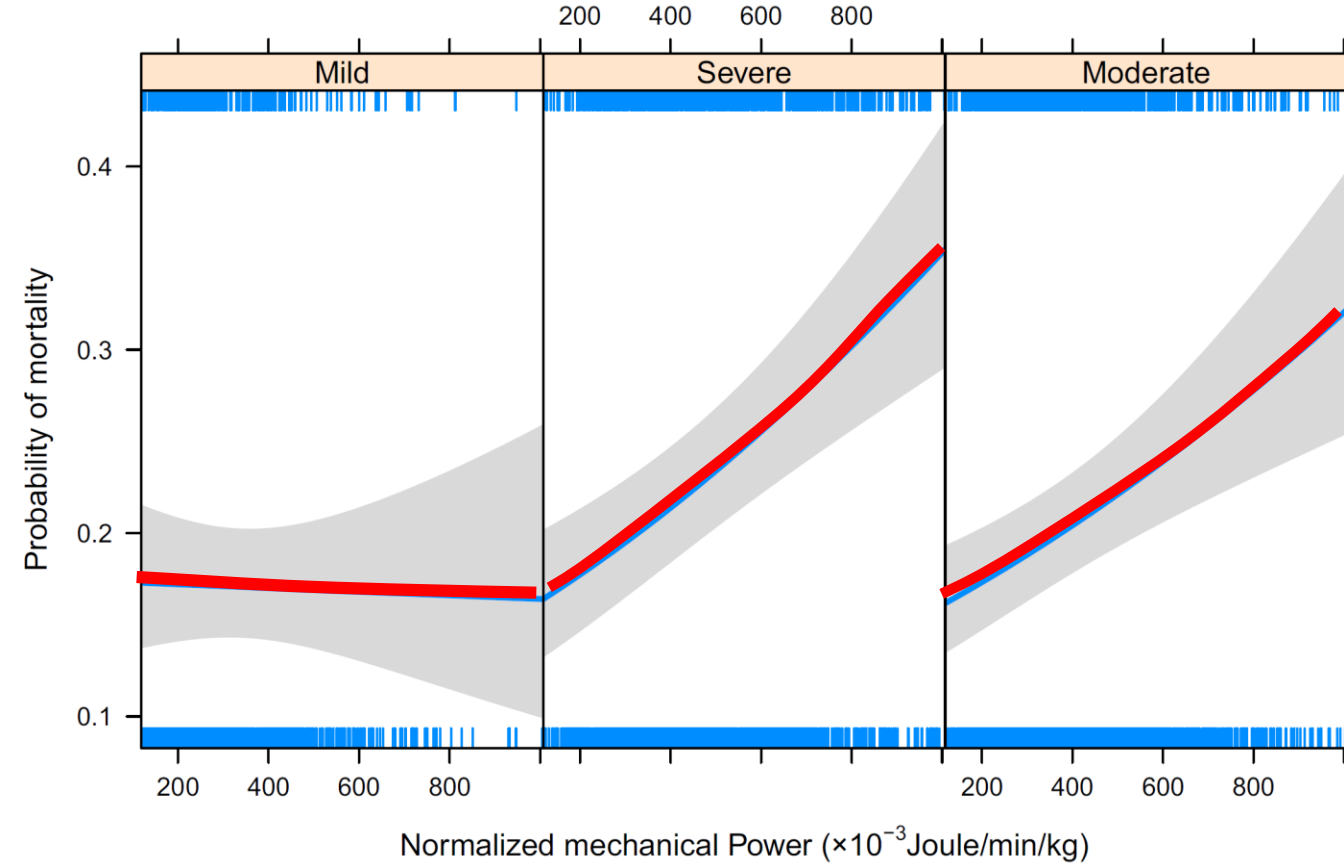 200 400 600 800
Mild Severe Moderate
0.4
0.3
0.2
0.1
Probability of mortality
200 400 600 800 200 400 600 800
Normalized mechanical Power (×10⁻³Joule/min/kg)